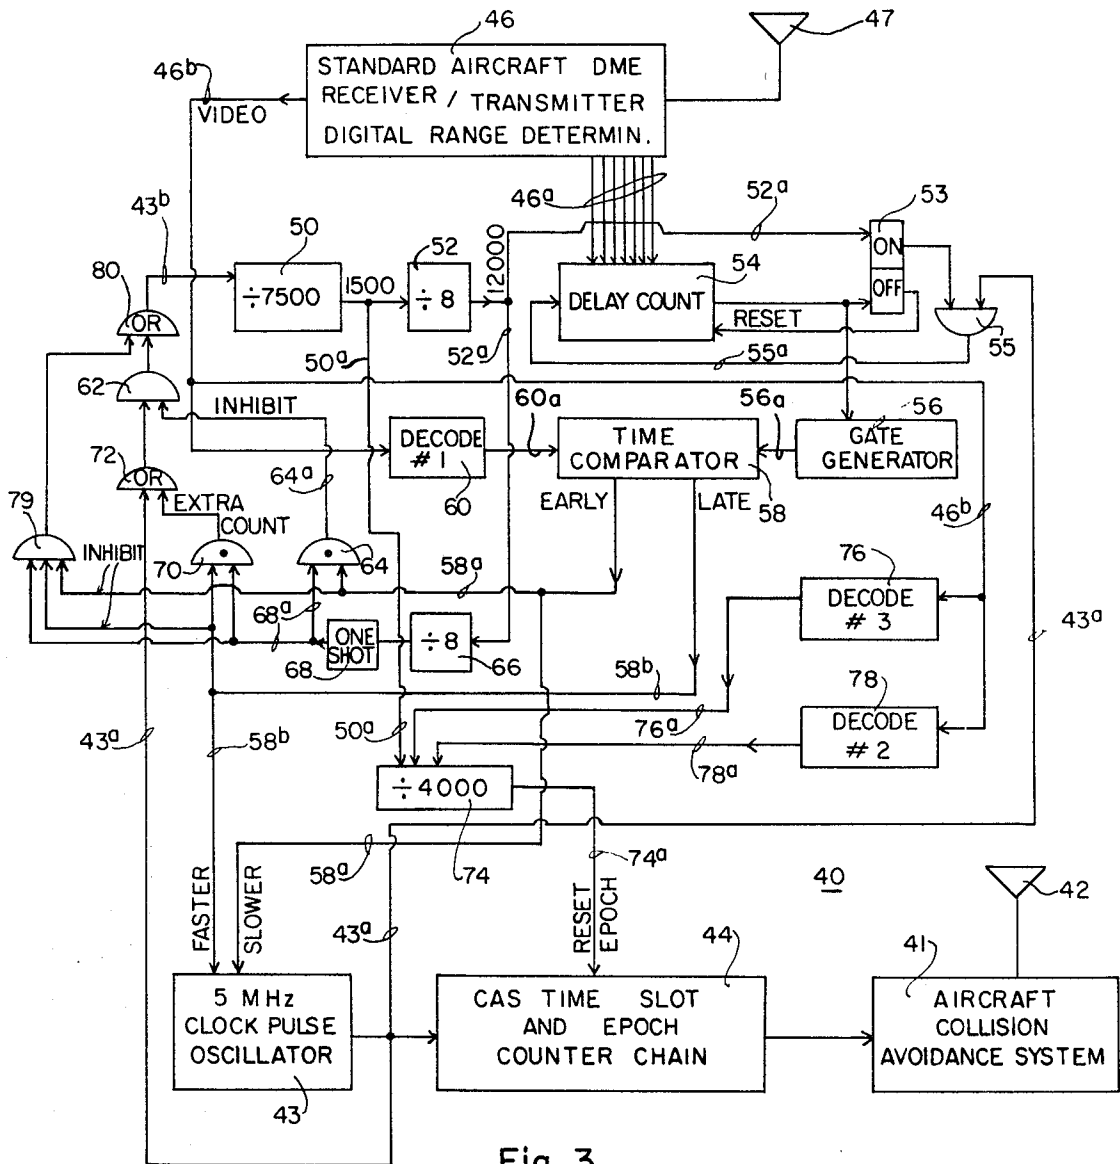 46
47
STANDARD AIRCRAFT DME
RECEIVER / TRANSMITTER
DIGITAL RANGE DETERMIN.
46b
VIDEO
46a
52a
53
43b
50
52
12000
54
ON
OFF
80
OR
÷7500
1500
÷8
DELAY COUNT
RESET
55
62
50a
52a
55a
INHIBIT
60a
56a
56
72
OR
DECODE
#1
60
TIME
COMPARATOR
58
GATE
GENERATOR
64a
EXTRA
COUNT
EARLY
LATE
46b
79
INHIBIT
70
64
58a
76
DECODE
#3
43a
68a
ONE
SHOT
68
÷8
66
58b
78
DECODE
#2
43a
58b
50a
76a
78a
÷4000
74
58a
74a
40
42
FASTER
SLOWER
43a
RESET
EPOCH
44
41
5 MHz
CLOCK PULSE
OSCILLATOR
43
CAS TIME SLOT
AND EPOCH
COUNTER CHAIN
AIRCRAFT
COLLISION
AVOIDANCE SYSTEM
Fig. 3